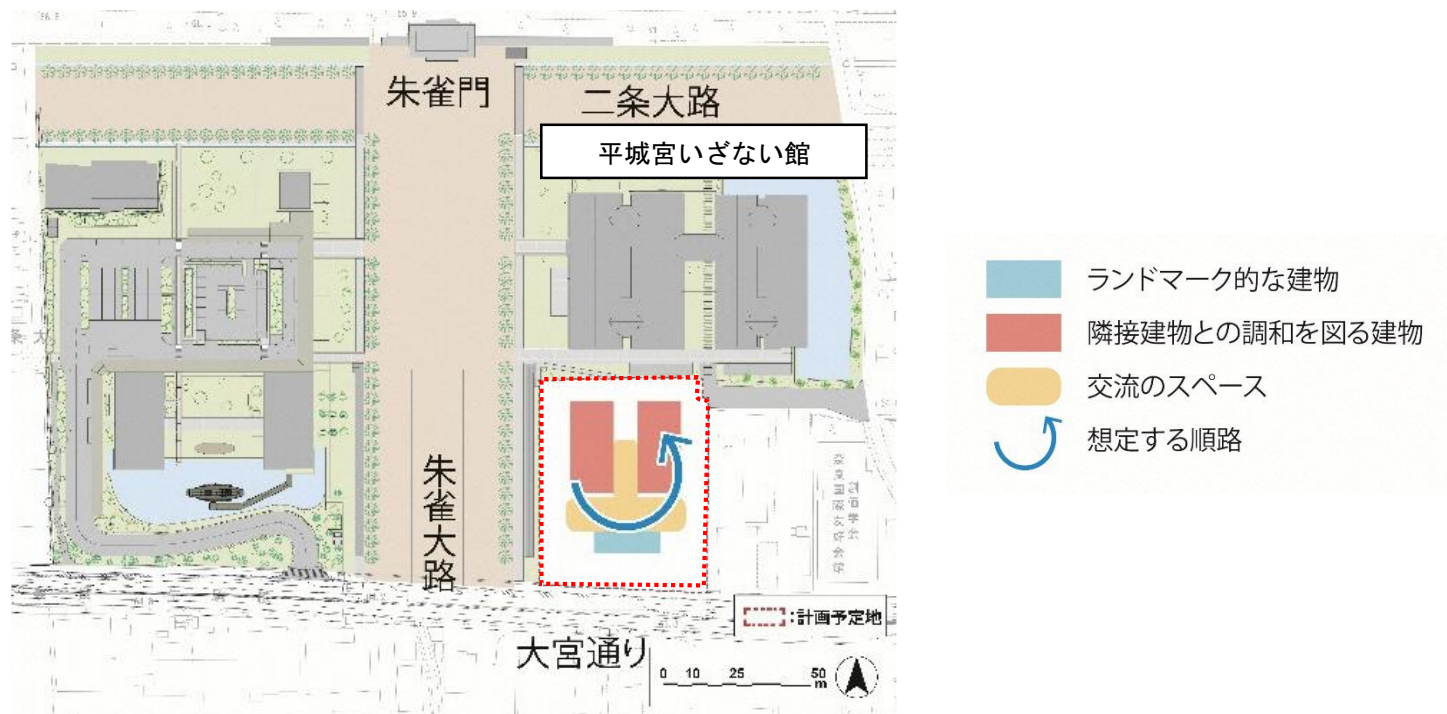 朱雀門
二条大路
平城宮いざない館
ランドマーク的な建物
隣接建物との調和を図る建物
交流のスペース
想定する順路
朱雀大路
:計画予定地
大宮通り
0 10 25 50
m